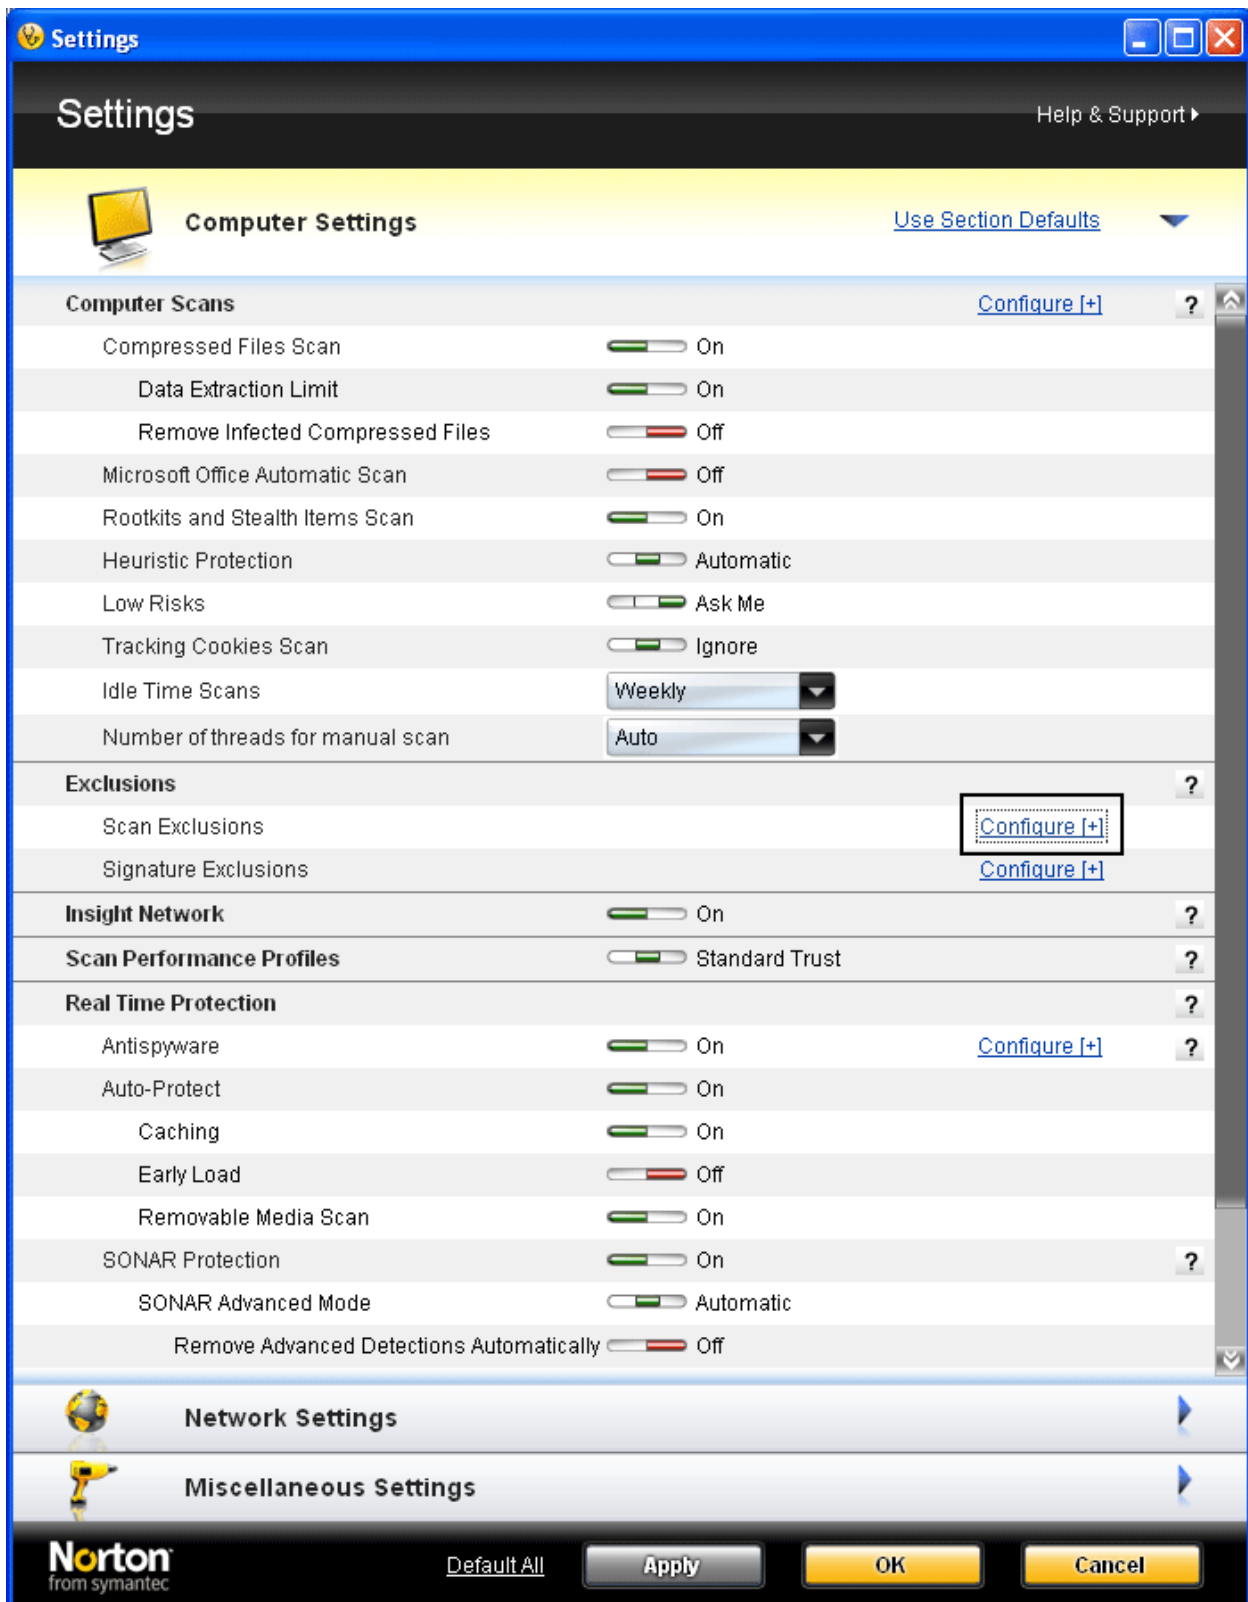 Settings
Settings
Help & Support
Computer Settings Use Section Defaults
Computer Scans Configure [+] ?
Compressed Files Scan On
Data Extraction Limit On
Remove Infected Compressed Files Off
Microsoft Office Automatic Scan Off
Rootkits and Stealth Items Scan On
Heuristic Protection Automatic
Low Risks Ask Me
Tracking Cookies Scan Ignore
Idle Time Scans Weekly
Number of threads for manual scan Auto
Exclusions ?
Scan Exclusions Configure [+]
Signature Exclusions Configure [+]
Insight Network On ?
Scan Performance Profiles Standard Trust ?
Real Time Protection ?
Antispyware On Configure [+] ?
Auto-Protect On
Caching On
Early Load Off
Removable Media Scan On
SONAR Protection On ?
SONAR Advanced Mode Automatic
Remove Advanced Detections Automatically Off
Network Settings
Miscellaneous Settings
Norton
from symantec
Default All Apply OK Cancel